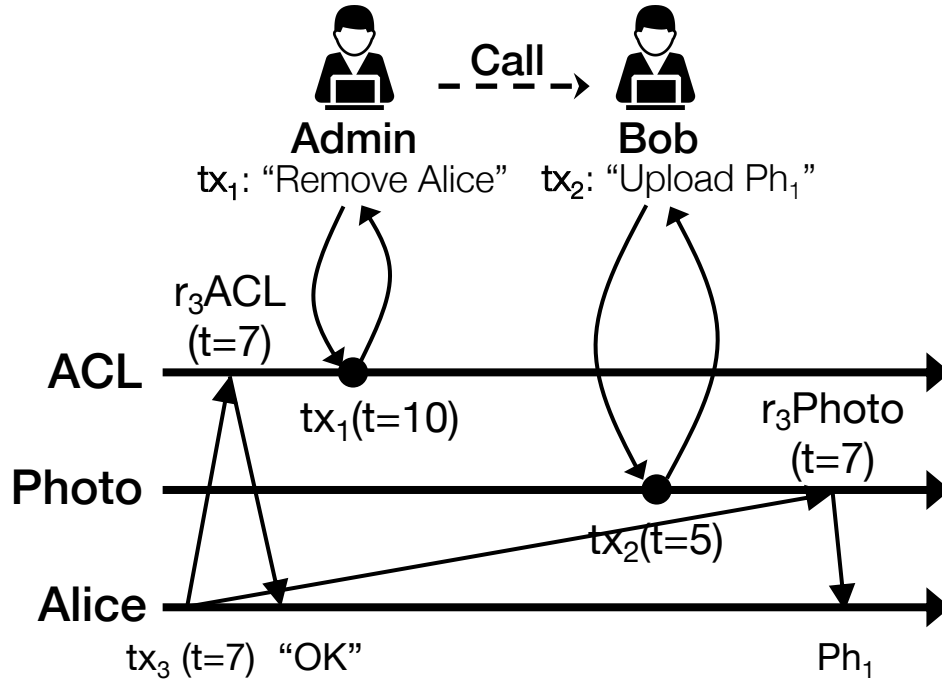 Call
Admin
Bob
tx₁: “Remove Alice”
tx₂: “Upload Ph₁”
r₃ACL
(t=7)
ACL
tx₁(t=10)
r₃Photo
(t=7)
Photo
tx₂(t=5)
Alice
tx₃ (t=7)
“OK”
Ph₁